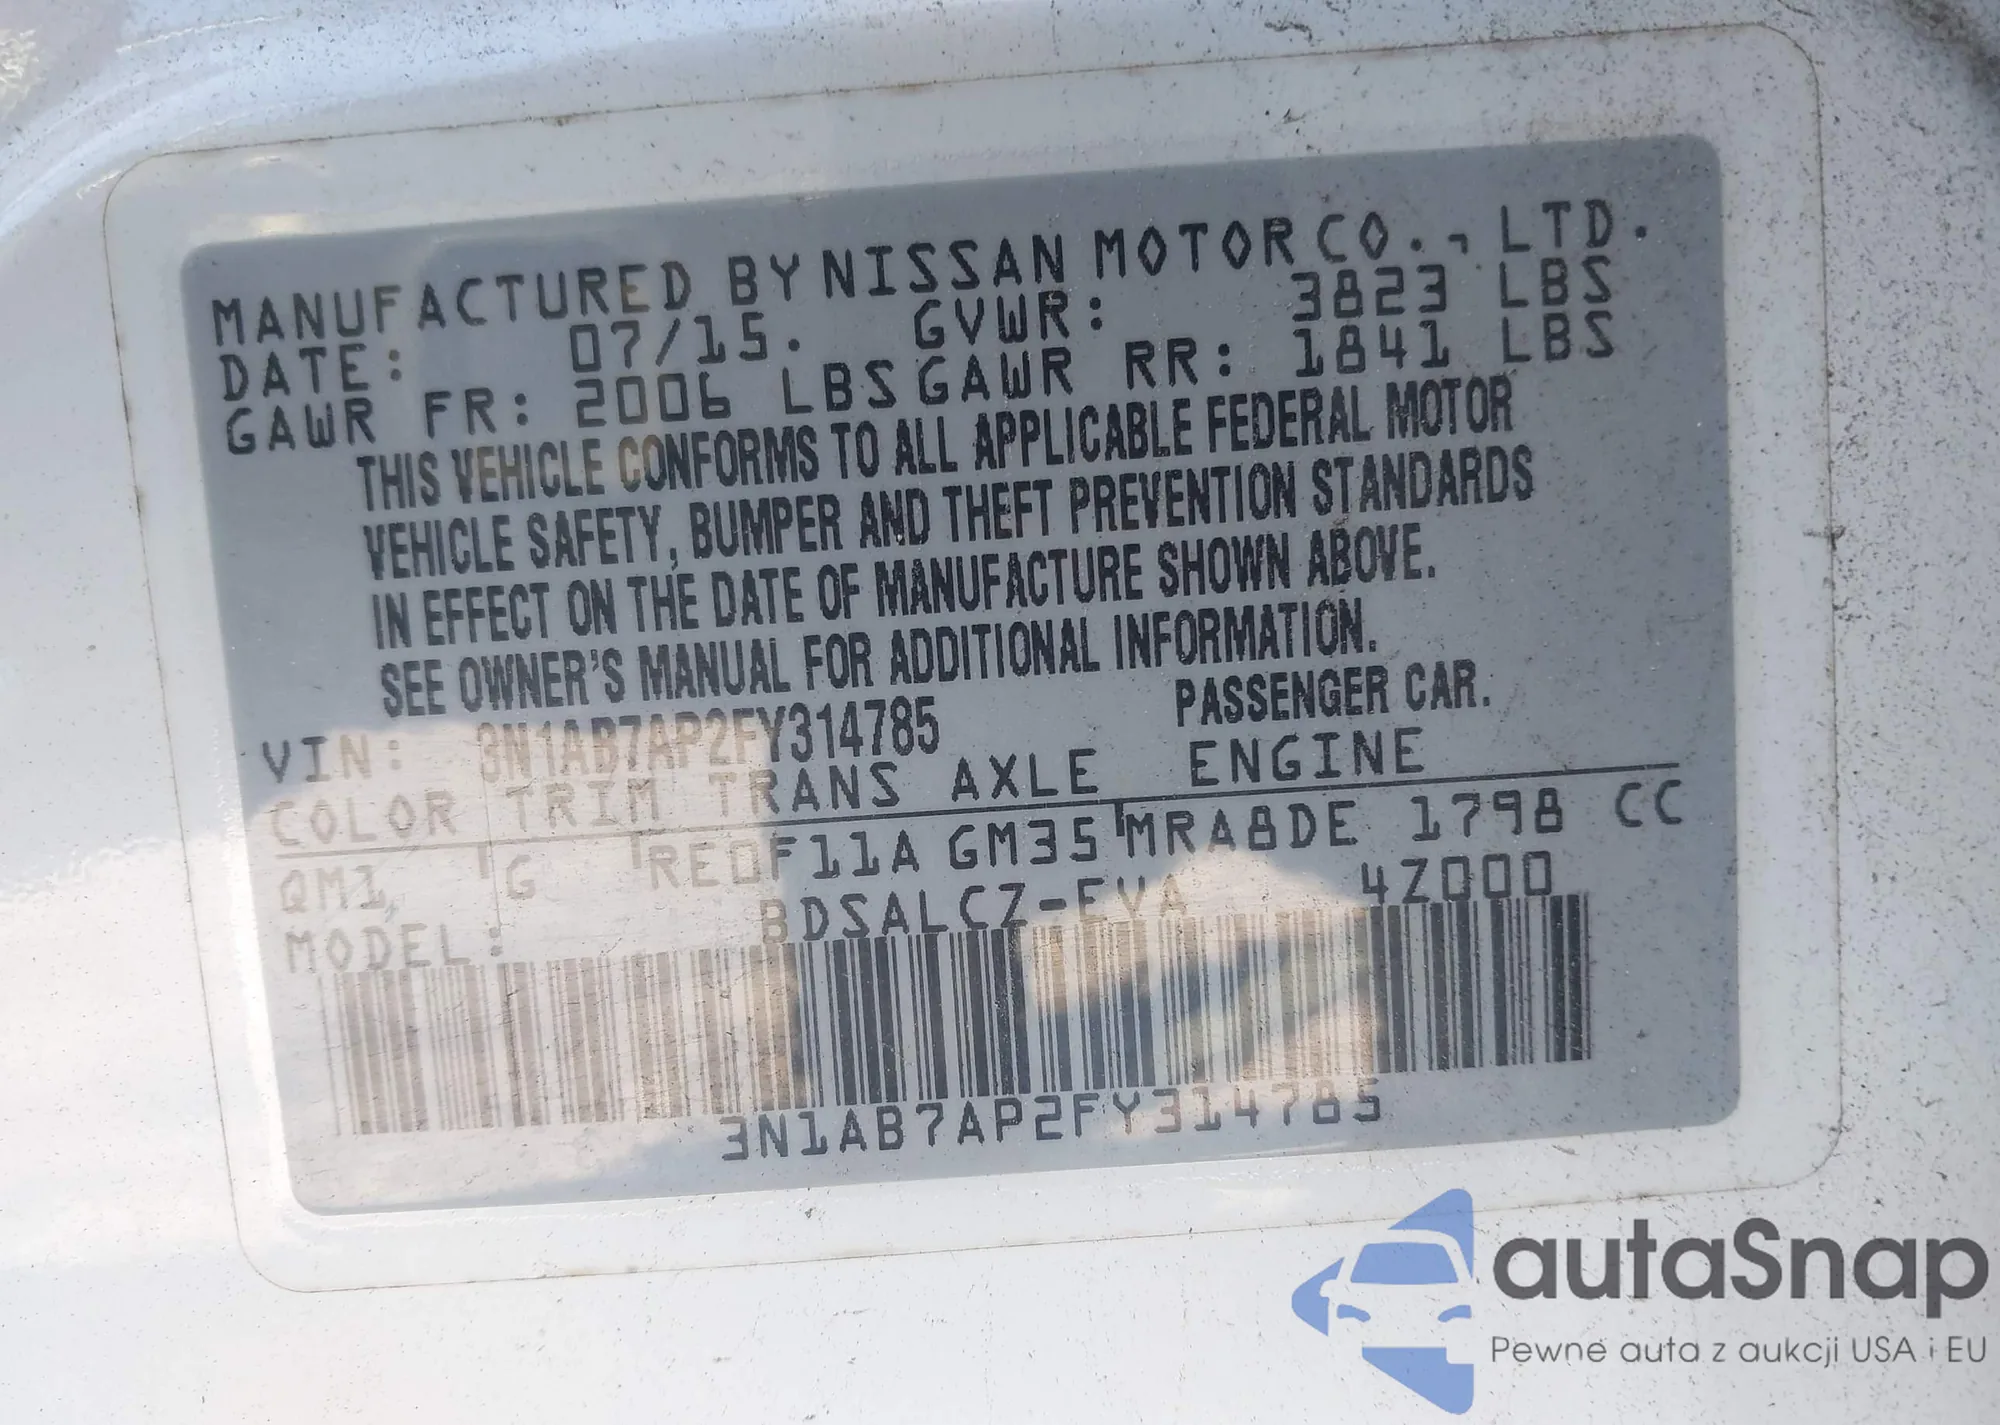 MANUFACTURED BY NISSAN MOTOR CO., LTD.
DATE: 07/15. GVWR: 3823 LBS
GAWR FR: 2006 LBS GAWR RR: 1841 LBS
THIS VEHICLE CONFORMS TO ALL APPLICABLE FEDERAL MOTOR
VEHICLE SAFETY, BUMPER AND THEFT PREVENTION STANDARDS
IN EFFECT ON THE DATE OF MANUFACTURE SHOWN ABOVE.
SEE OWNER'S MANUAL FOR ADDITIONAL INFORMATION.
VIN: 3N1AB7AP2FY314785 PASSENGER CAR.
COLOR TRIM TRANS AXLE ENGINE
QM1 G RE0F11A GM35 MRA8DE 1798 CC
MODEL: BDSALCZ-EVA 4Z000
3N1AB7AP2FY314785
autaSnap
Pewne auta z aukcji USA i EU